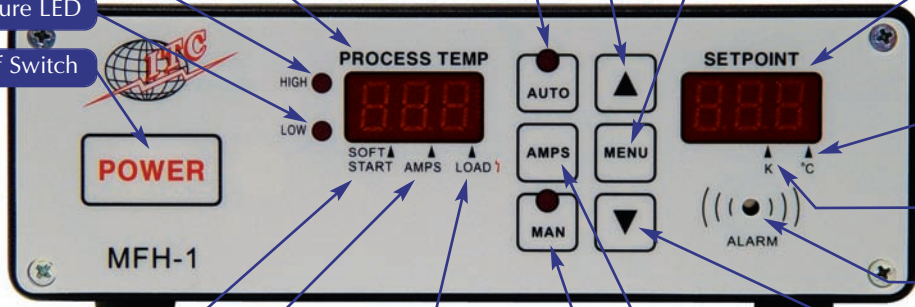 ure LED
f Switch
ITC
PROCESS TEMP
HIGH
LOW
SOFT START
AMPS
LOAD
POWER
MFH-1
AUTO
AMPS
MAN
MENU
SETPOINT
K
°C
ALARM